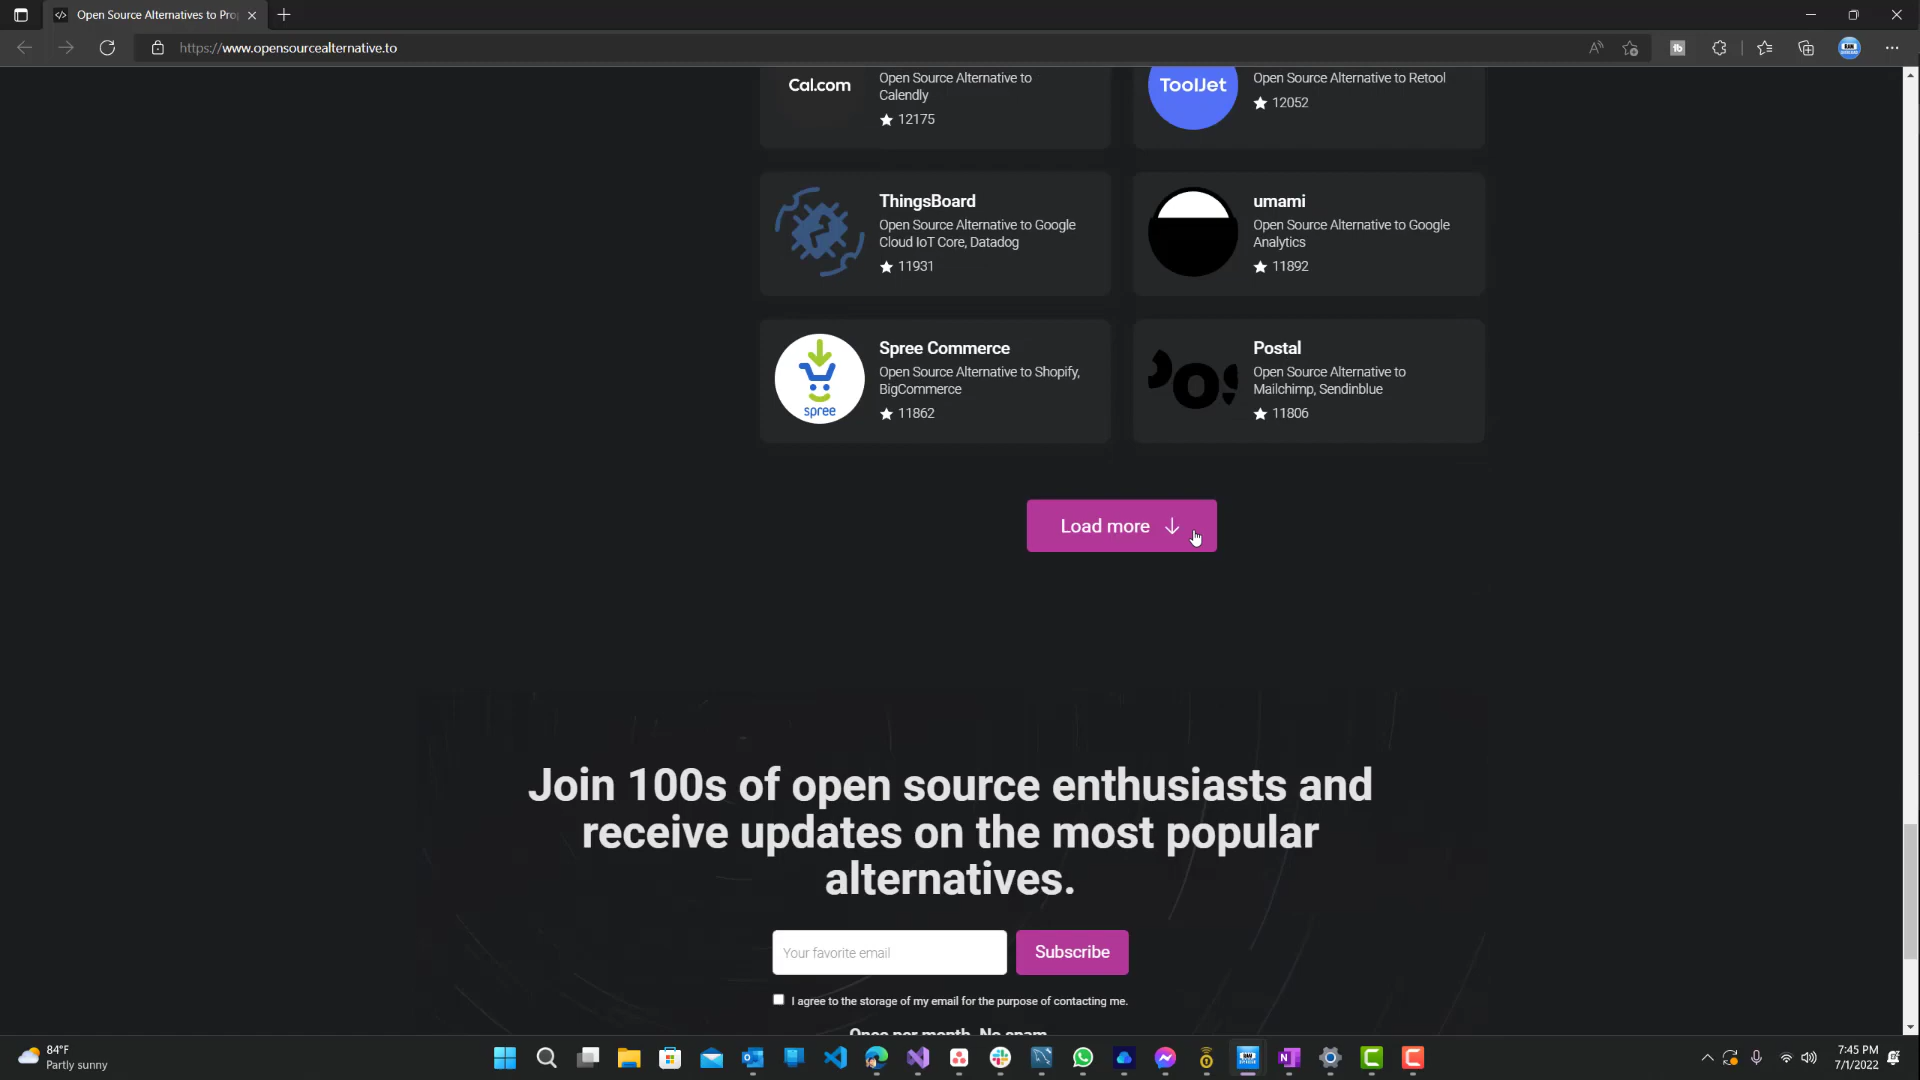 Open Source Alternatives to Pro
https://www.opensourcealternative.to
Cal.com
Open Source Alternative to
Calendly
12175
ToolJet
Open Source Alternative to Retool
12052
ThingsBoard
Open Source Alternative to Google
Cloud IoT Core, Datadog
11931
umami
Open Source Alternative to Google
Analytics
11892
spree
Spree Commerce
Open Source Alternative to Shopify,
BigCommerce
11862
Postal
Open Source Alternative to
Mailchimp, Sendinblue
11806
Load more
Join 100s of open source enthusiasts and
receive updates on the most popular
alternatives.
Your favorite email
Subscribe
I agree to the storage of my email for the purpose of contacting me.
Once per month. No spam
84°F
Partly sunny
7:45 PM
7/1/2022